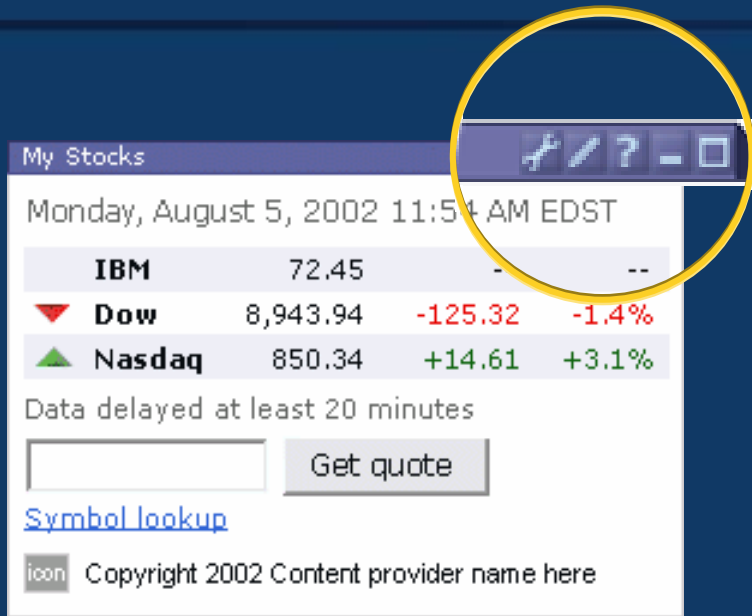 My Stocks ?
Monday, August 5, 2002 11:54 AM EDST
IBM 72.45 -- --
Dow 8,943.94 -125.32 -1.4%
Nasdaq 850.34 +14.61 +3.1%
Data delayed at least 20 minutes
Get quote
Symbol lookup
icon Copyright 2002 Content provider name here